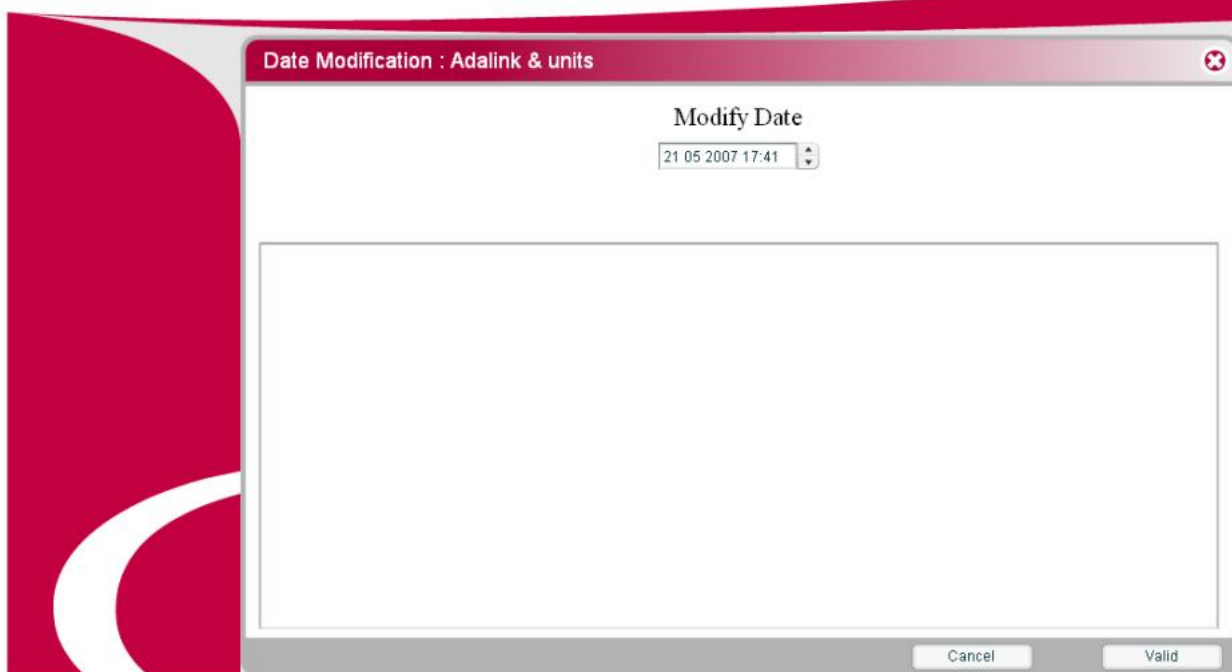 Date Modification : Adalink & units
Modify Date
21 05 2007 17:41
Cancel
Valid